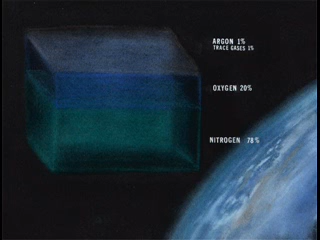 ARGON 1%
TRACE GASES 1%
OXYGEN 20%
NITROGEN 78%